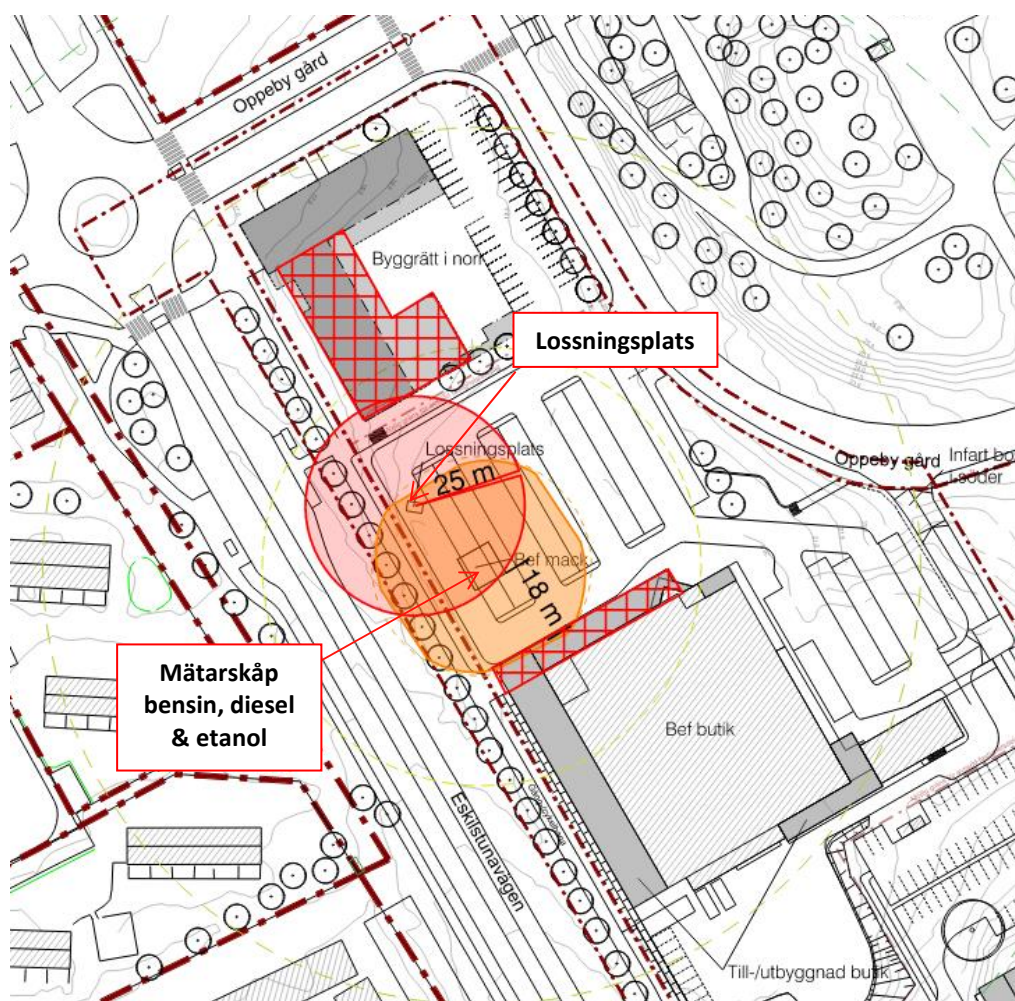 Oppeby gård
Byggrätt i norr
Lossningsplats
Lossningsplats
25 m
Bef mack
18 m
Oppeby gård
Infart bo
i söder
Mätarskåp
bensin, diesel
& etanol
Bef butik
Eskilstunavägen
Till-/utbyggnad butik